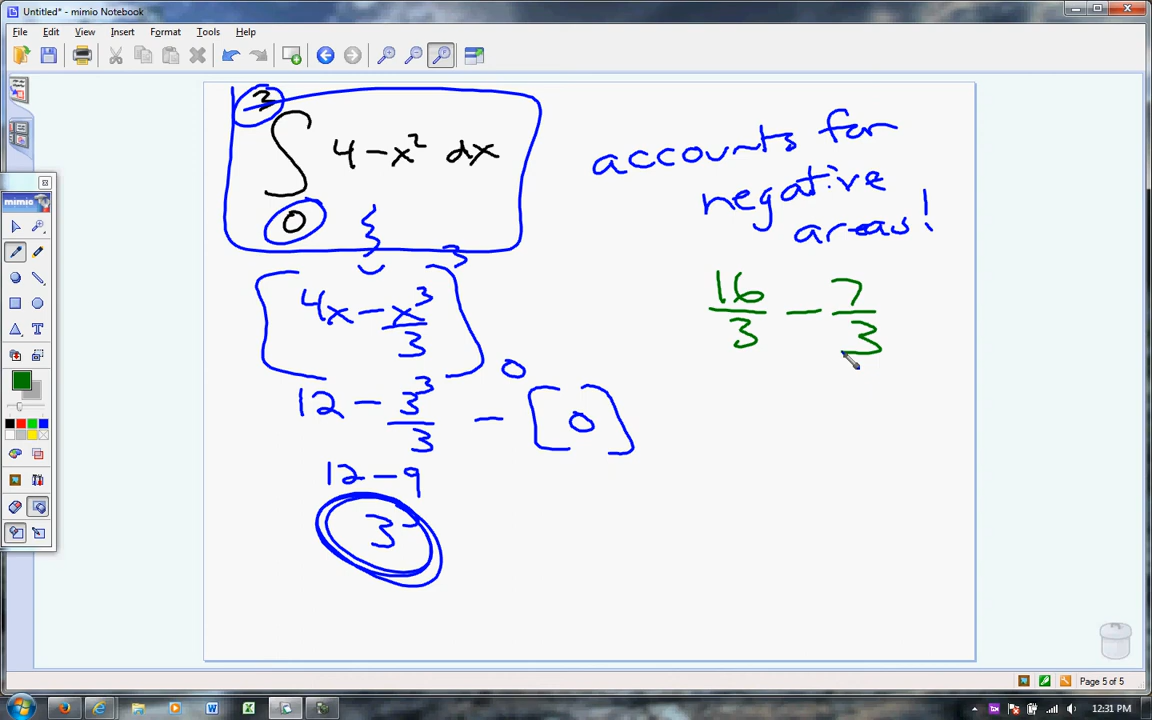 Untitled* - mimio Notebook
File Edit View Insert Format Tools Help
mimio
3
∫ 4 - x² dx
0
[4x - x³/3] 3
0
12 - 3³/3 - [0]
12 - 9
3
accounts for
negative
areas!
16/3 - 7/3
Page 5 of 5
12:31 PM